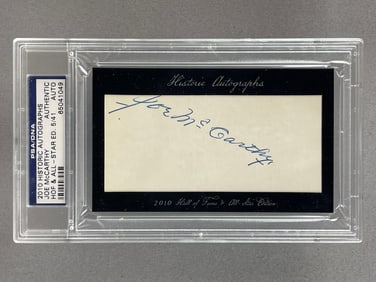 PSA/DNA
2010 HISTORIC AUTOGRAPHS
JOE McCARTHY AUTHENTIC
HOF & ALL-STAR ED. 5/41 AUTO
85041049
Historic Autographs
Joe McCarthy
2010 Hall of Fame & All Star Edition